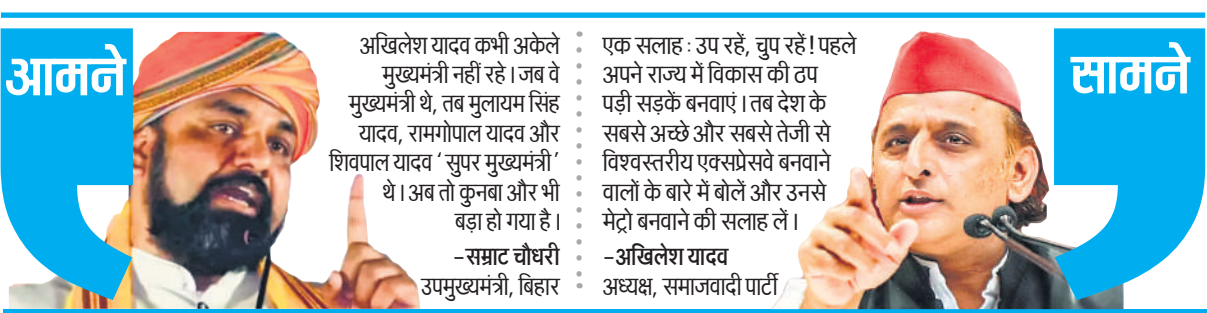 आमने
अखिलेश यादव कभी अकेले
मुख्यमंत्री नहीं रहे। जब वे
मुख्यमंत्री थे, तब मुलायम सिंह
यादव, रामगोपाल यादव और
शिवपाल यादव ‘सुपर मुख्यमंत्री’
थे। अब तो कुनबा और भी
बड़ा हो गया है।
–सम्राट चौधरी
उपमुख्यमंत्री, बिहार
एक सलाह : उप रहें, चुप रहें! पहले
अपने राज्य में विकास की ठप
पड़ी सड़कें बनवाएं। तब देश के
सबसे अच्छे और सबसे तेजी से
विश्वस्तरीय एक्सप्रेसवे बनवाने
वालों के बारे में बोलें और उनसे
मेट्रो बनवाने की सलाह लें।
–अखिलेश यादव
अध्यक्ष, समाजवादी पार्टी
सामने